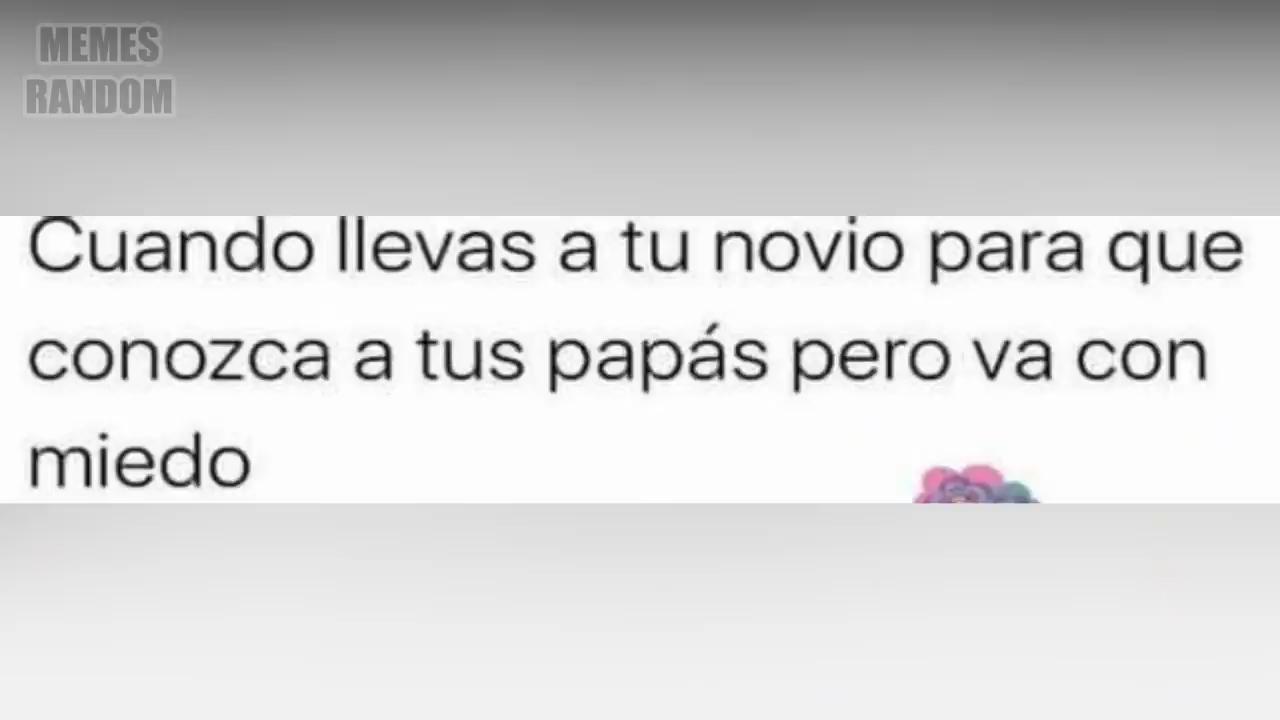 MEMES
RANDOM
Cuando llevas a tu novio para que
conozca a tus papás pero va con
miedo